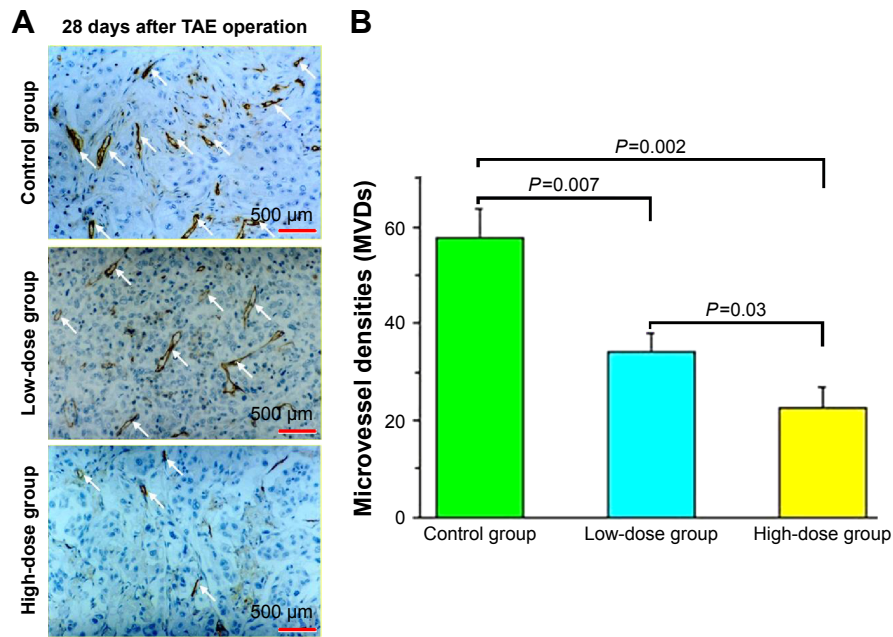 A
28 days after TAE operation
Control group
500 µm
Low-dose group
500 µm
High-dose group
500 µm
B
Microvessel densities (MVDs)
P=0.002
P=0.007
P=0.03
60
40
20
0
Control group
Low-dose group
High-dose group